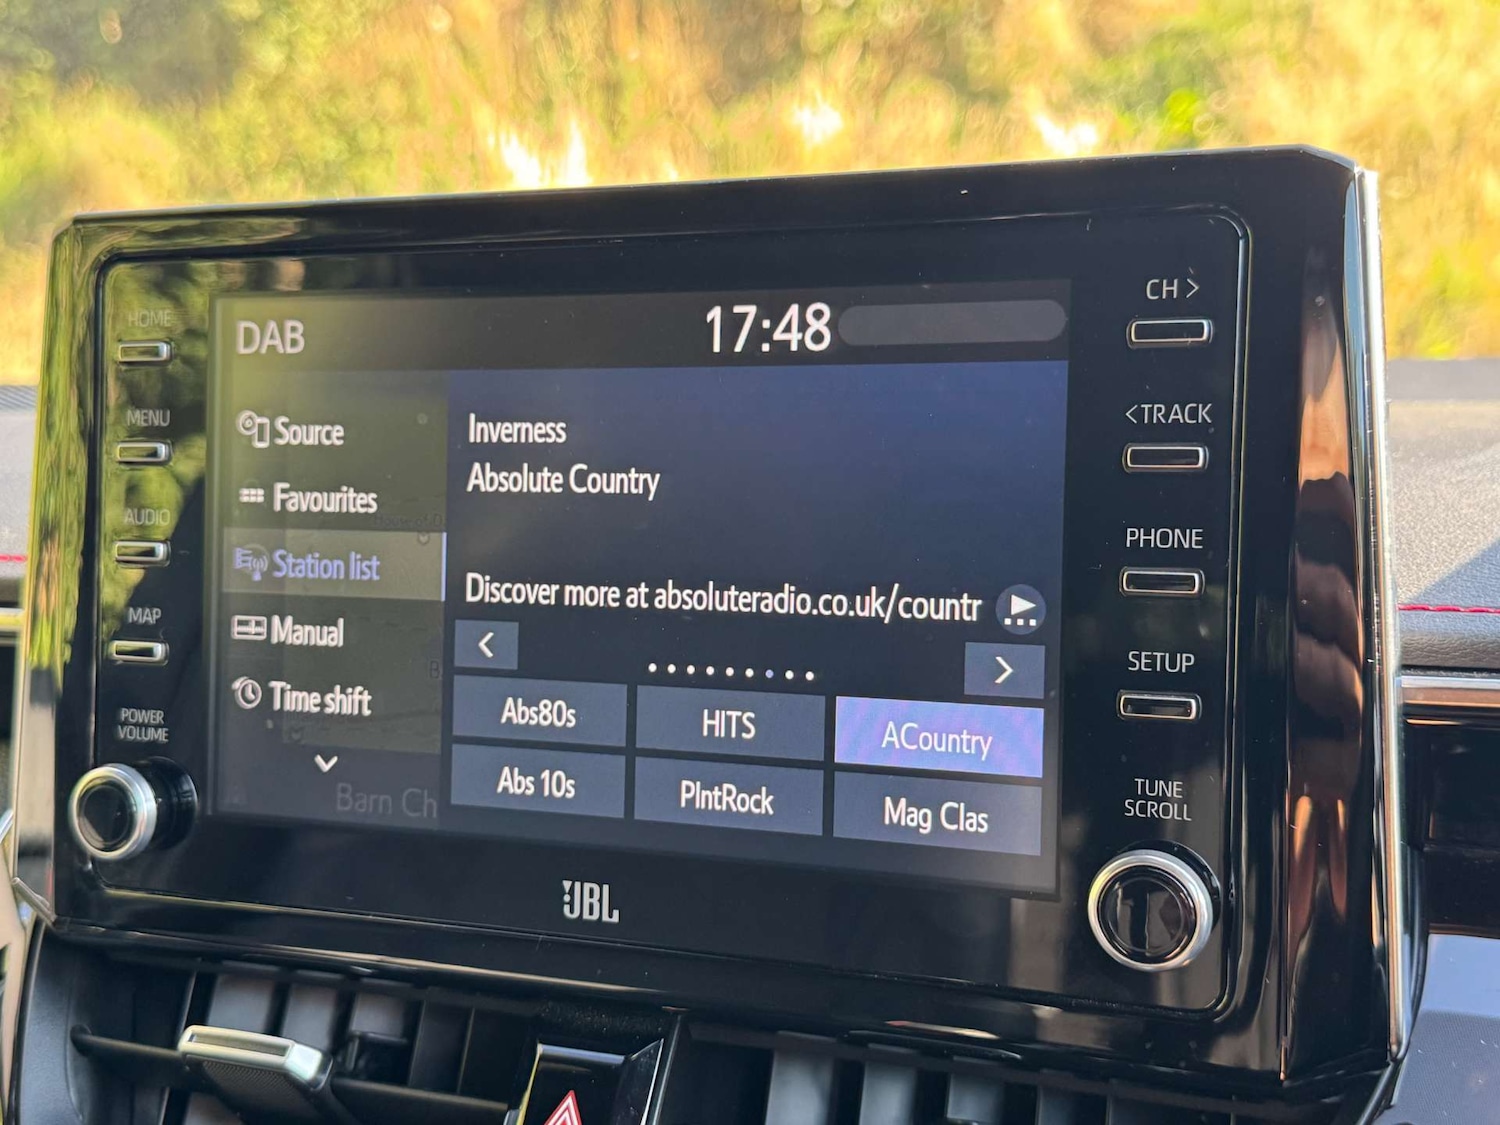 HOME
MENU
AUDIO
MAP
POWER
VOLUME
DAB
17:48
Source
Favourites
Station list
Manual
Time shift
Barn Ch
Inverness
Absolute Country
Discover more at absoluteradio.co.uk/countr
Abs80s
HITS
ACountry
Abs 10s
PlntRock
Mag Clas
JBL
CH >
<TRACK
PHONE
SETUP
TUNE
SCROLL